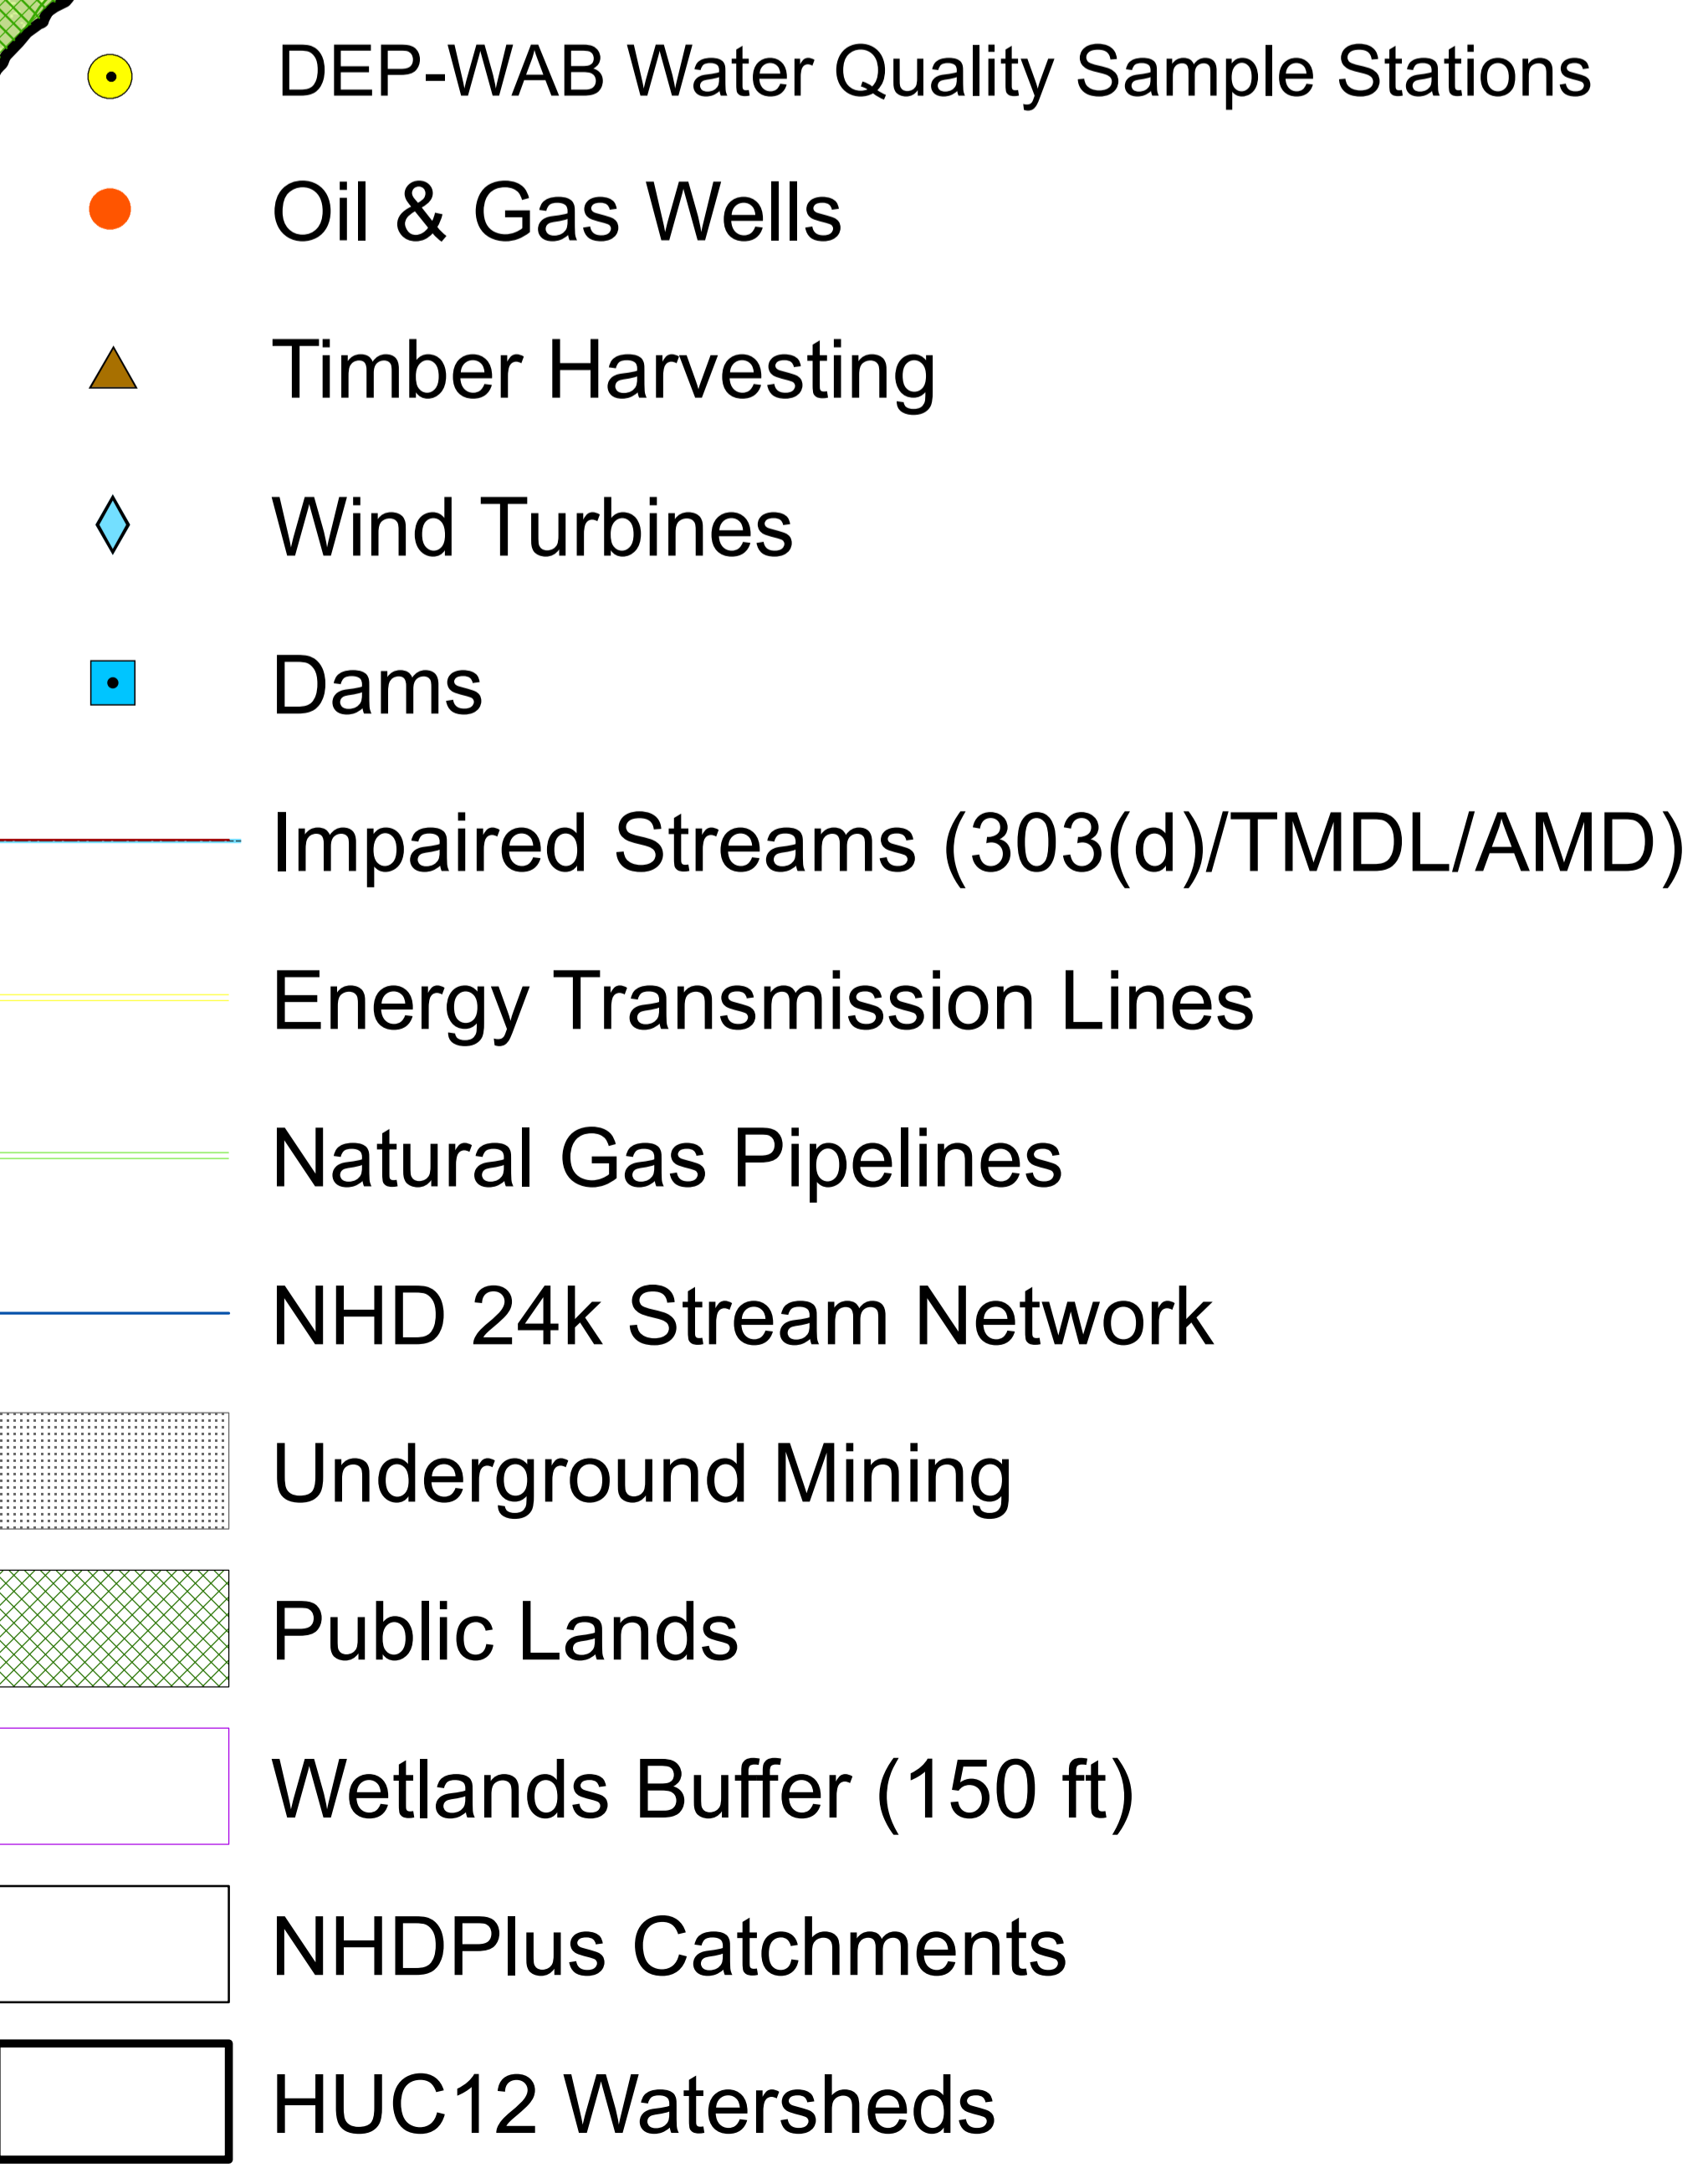 DEP-WAB Water Quality Sample Stations
Oil & Gas Wells
Timber Harvesting
Wind Turbines
Dams
Impaired Streams (303(d)/TMDL/AMD)
Energy Transmission Lines
Natural Gas Pipelines
NHD 24k Stream Network
Underground Mining
Public Lands
Wetlands Buffer (150 ft)
NHDPlus Catchments
HUC12 Watersheds